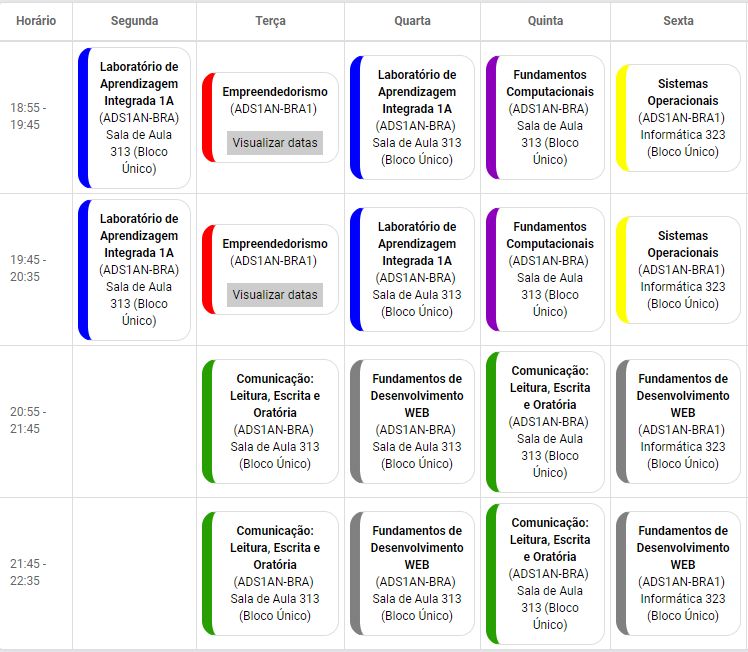 Horário
Segunda
Terça
Quarta
Quinta
Sexta
18:55 -
19:45
Laboratório de
Aprendizagem
Integrada 1A
(ADS1AN-BRA)
Sala de Aula
313 (Bloco
Único)
Empreendedorismo
(ADS1AN-BRA1)
Visualizar datas
Laboratório de
Aprendizagem
Integrada 1A
(ADS1AN-BRA)
Sala de Aula 313
(Bloco Único)
Fundamentos
Computacionais
(ADS1AN-BRA)
Sala de Aula
313 (Bloco
Único)
Sistemas
Operacionais
(ADS1AN-BRA1)
Informática 323
(Bloco Único)
19:45 -
20:35
Laboratório de
Aprendizagem
Integrada 1A
(ADS1AN-BRA)
Sala de Aula
313 (Bloco
Único)
Empreendedorismo
(ADS1AN-BRA1)
Visualizar datas
Laboratório de
Aprendizagem
Integrada 1A
(ADS1AN-BRA)
Sala de Aula 313
(Bloco Único)
Fundamentos
Computacionais
(ADS1AN-BRA)
Sala de Aula
313 (Bloco
Único)
Sistemas
Operacionais
(ADS1AN-BRA1)
Informática 323
(Bloco Único)
20:55 -
21:45
Comunicação:
Leitura, Escrita e
Oratória
(ADS1AN-BRA)
Sala de Aula 313
(Bloco Único)
Fundamentos de
Desenvolvimento
WEB
(ADS1AN-BRA)
Sala de Aula 313
(Bloco Único)
Comunicação:
Leitura, Escrita
e Oratória
(ADS1AN-BRA)
Sala de Aula
313 (Bloco
Único)
Fundamentos de
Desenvolvimento
WEB
(ADS1AN-BRA1)
Informática 323
(Bloco Único)
21:45 -
22:35
Comunicação:
Leitura, Escrita e
Oratória
(ADS1AN-BRA)
Sala de Aula 313
(Bloco Único)
Fundamentos de
Desenvolvimento
WEB
(ADS1AN-BRA)
Sala de Aula 313
(Bloco Único)
Comunicação:
Leitura, Escrita
e Oratória
(ADS1AN-BRA)
Sala de Aula
313 (Bloco
Único)
Fundamentos de
Desenvolvimento
WEB
(ADS1AN-BRA1)
Informática 323
(Bloco Único)